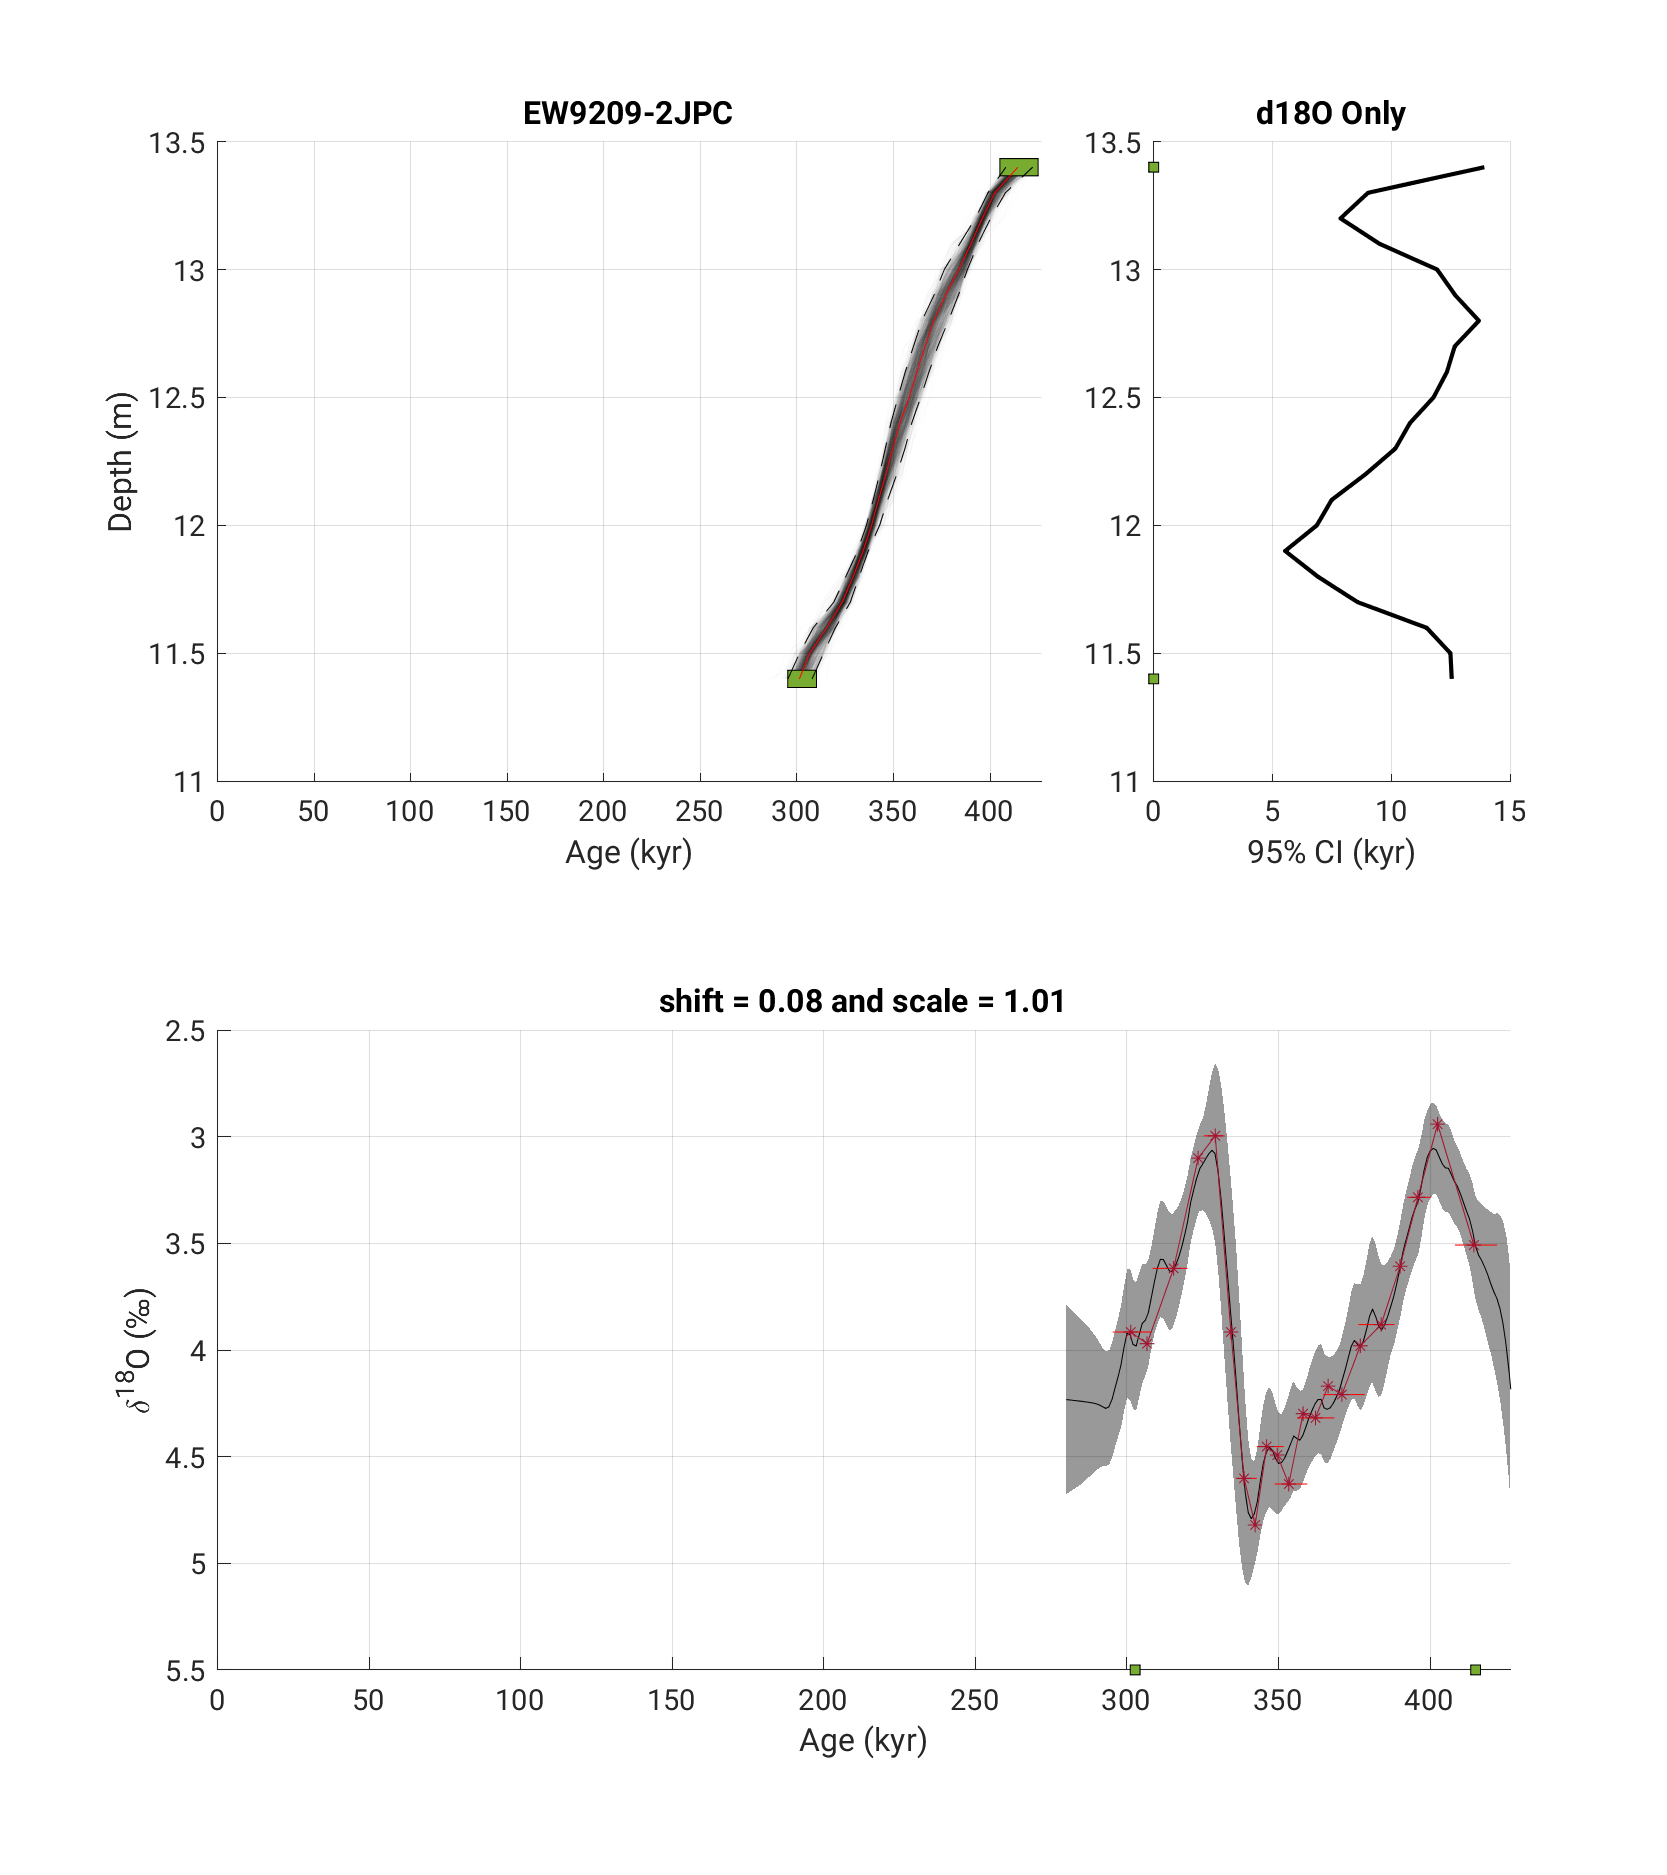 EW9209-2JPC
d18O Only
13.5
13
12.5
12
11.5
11
Depth (m)
0 50 100 150 200 250 300 350 400
Age (kyr)
13.5
13
12.5
12
11.5
11
0 5 10 15
95% CI (kyr)
shift = 0.08 and scale = 1.01
2.5
3
3.5
4
4.5
5
5.5
δ¹⁸O (‰)
0 50 100 150 200 250 300 350 400
Age (kyr)